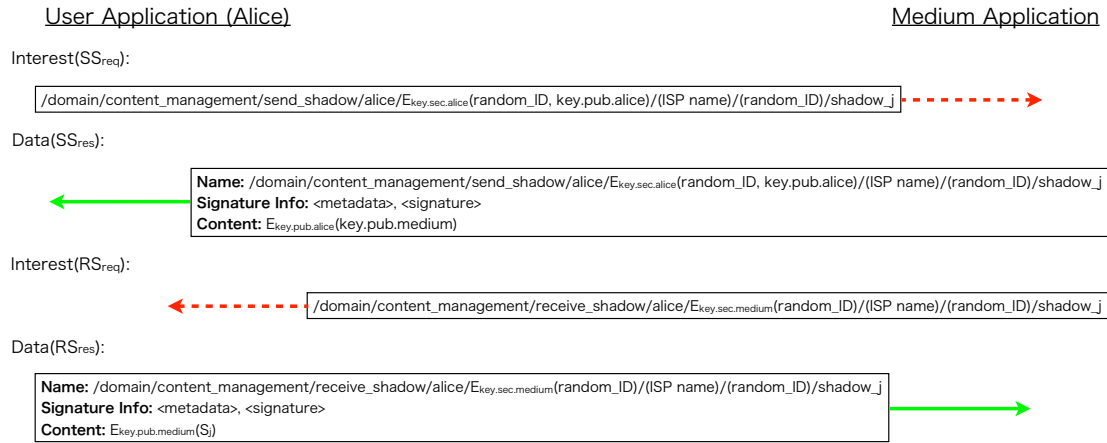 User Application (Alice) Medium Application
Interest(SSreq):
/domain/content_management/send_shadow/alice/Ekey.sec.alice(random_ID, key.pub.alice)/(ISP name)/(random_ID)/shadow_j
Data(SSres):
Name: /domain/content_management/send_shadow/alice/Ekey.sec.alice(random_ID, key.pub.alice)/(ISP name)/(random_ID)/shadow_j
Signature Info: <metadata>, <signature>
Content: Ekey.pub.alice(key.pub.medium)
Interest(RSreq):
/domain/content_management/receive_shadow/alice/Ekey.sec.medium(random_ID)/(ISP name)/(random_ID)/shadow_j
Data(RSres):
Name: /domain/content_management/receive_shadow/alice/Ekey.sec.medium(random_ID)/(ISP name)/(random_ID)/shadow_j
Signature Info: <metadata>, <signature>
Content: Ekey.pub.medium(Sj)